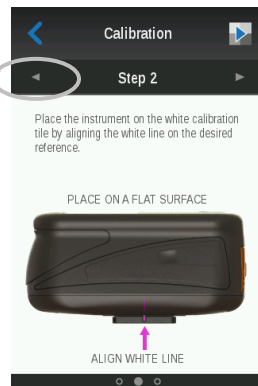 Calibration
Step 2
Place the instrument on the white calibration
tile by aligning the white line on the desired
reference.
PLACE ON A FLAT SURFACE
ALIGN WHITE LINE